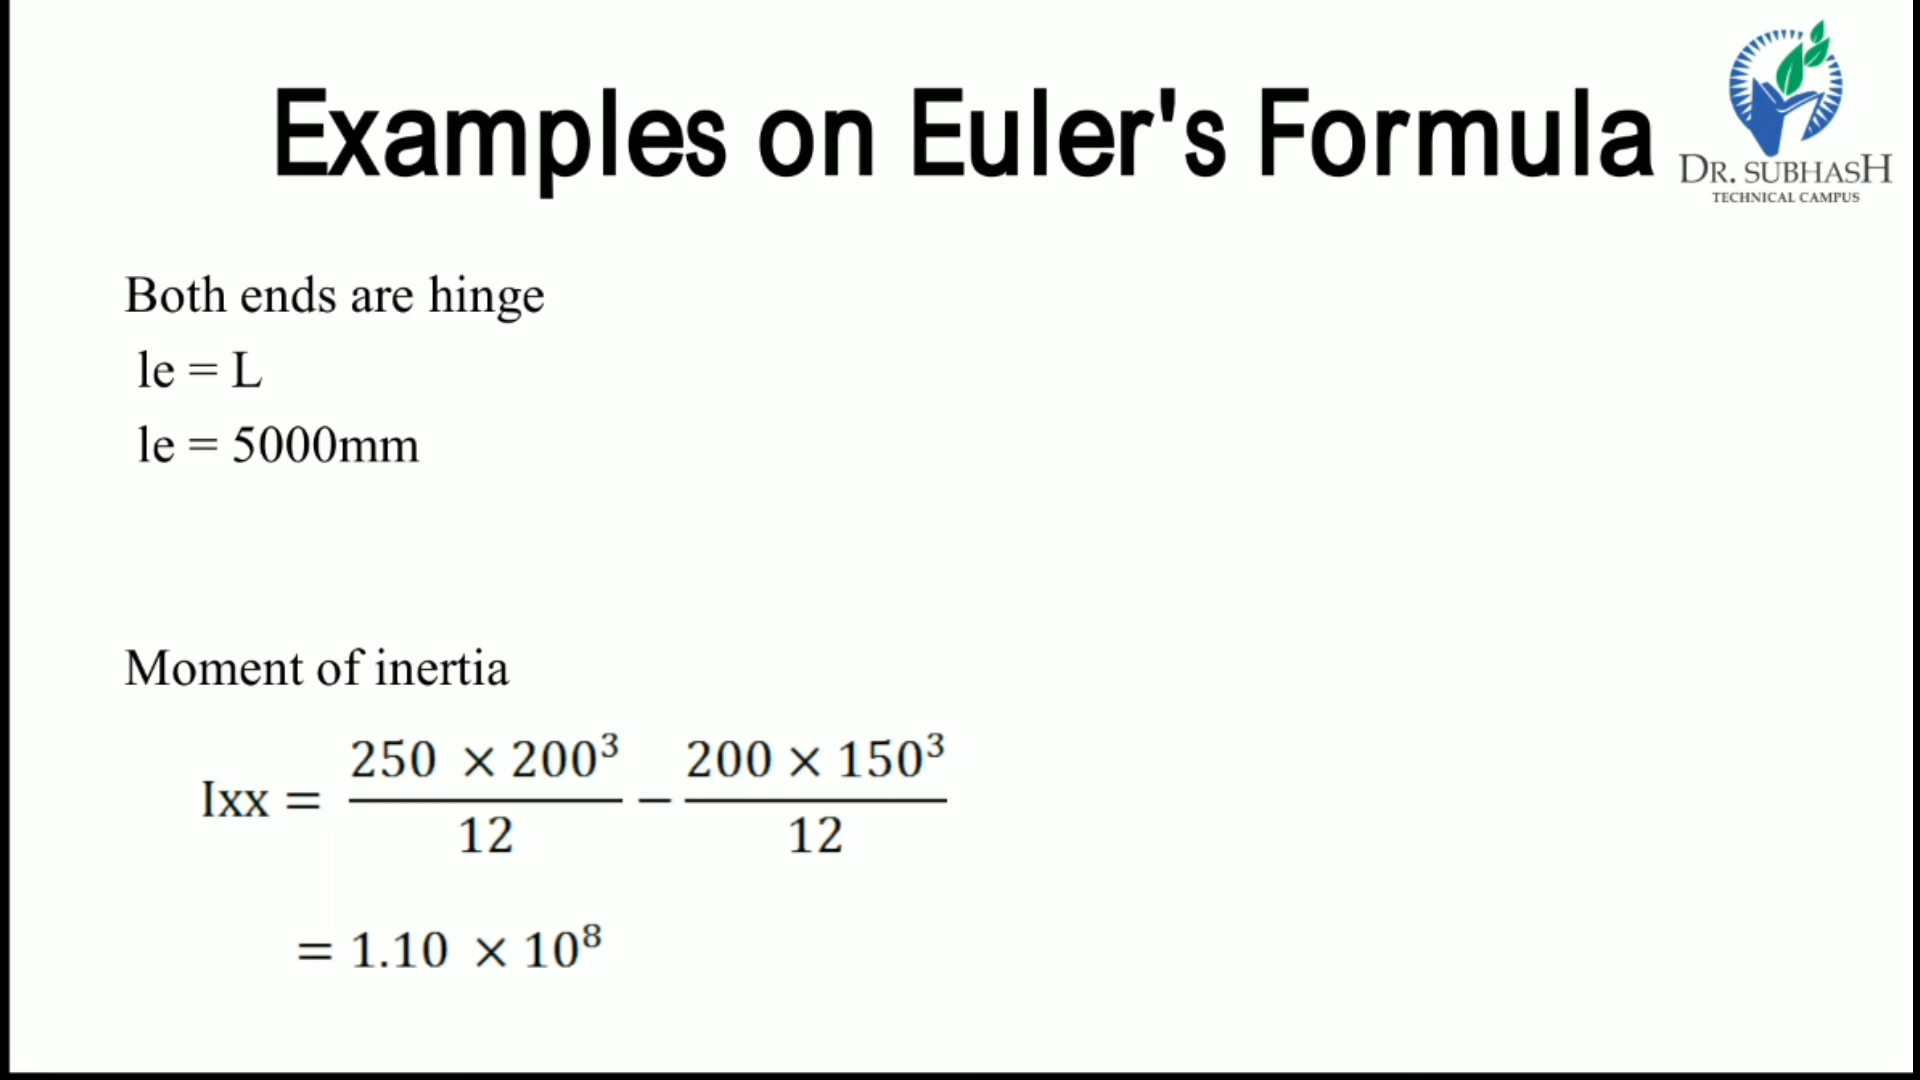 Examples on Euler's Formula
DR. SUBHASH
TECHNICAL CAMPUS
Both ends are hinge
le = L
le = 5000mm
Moment of inertia
Ixx = 250 × 200³ / 12 − 200 × 150³ / 12
= 1.10 × 10⁸